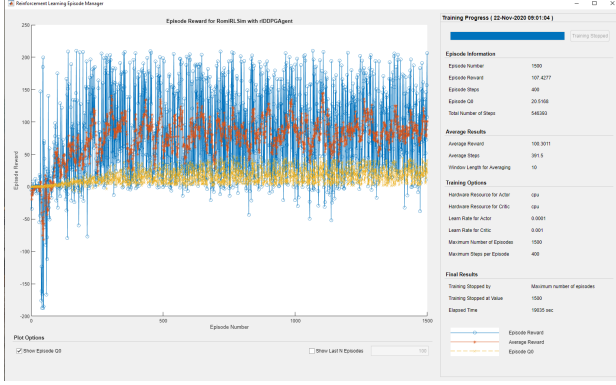 Reinforcement Learning Episode Manager
Episode Reward for RomiRLSim with rlDDPGAgent
250
200
150
100
50
0
-50
-100
-150
-200
Episode Reward
0
500
1000
1500
Episode Number
Plot Options
Show Episode Q0
Show Last N Episodes
100
Training Progress ( 22-Nov-2020 09:01:04 )
Training Stopped
Episode Information
Episode Number 1500
Episode Reward 107.4277
Episode Steps 400
Episode Q0 20.5168
Total Number of Steps 546383
Average Results
Average Reward 100.3011
Average Steps 381.5
Window Length for Averaging 10
Training Options
Hardware Resource for Actor cpu
Hardware Resource for Critic cpu
Learn Rate for Actor 0.0001
Learn Rate for Critic 0.001
Maximum Number of Episodes 1500
Maximum Steps per Episode 400
Final Results
Training Stopped by Maximum number of episodes
Training Stopped at Value 1500
Elapsed Time 19035 sec
Episode Reward
Average Reward
Episode Q0